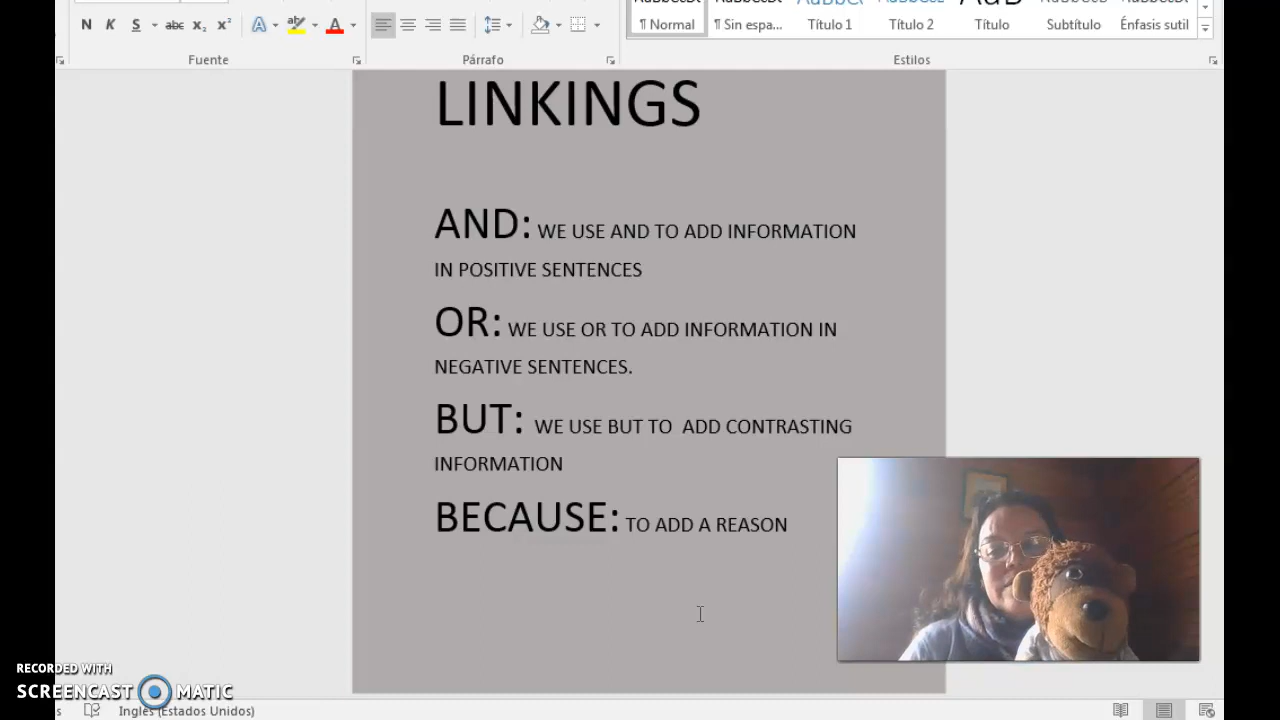 N K S abc x₂ x² A ab A
¶ Normal ¶ Sin espa... Título 1 Título 2 Título Subtítulo Énfasis sutil
Fuente Párrafo Estilos
LINKINGS
AND: WE USE AND TO ADD INFORMATION
IN POSITIVE SENTENCES
OR: WE USE OR TO ADD INFORMATION IN
NEGATIVE SENTENCES.
BUT: WE USE BUT TO ADD CONTRASTING
INFORMATION
BECAUSE: TO ADD A REASON
RECORDED WITH
SCREENCAST MATIC
Inglés (Estados Unidos)